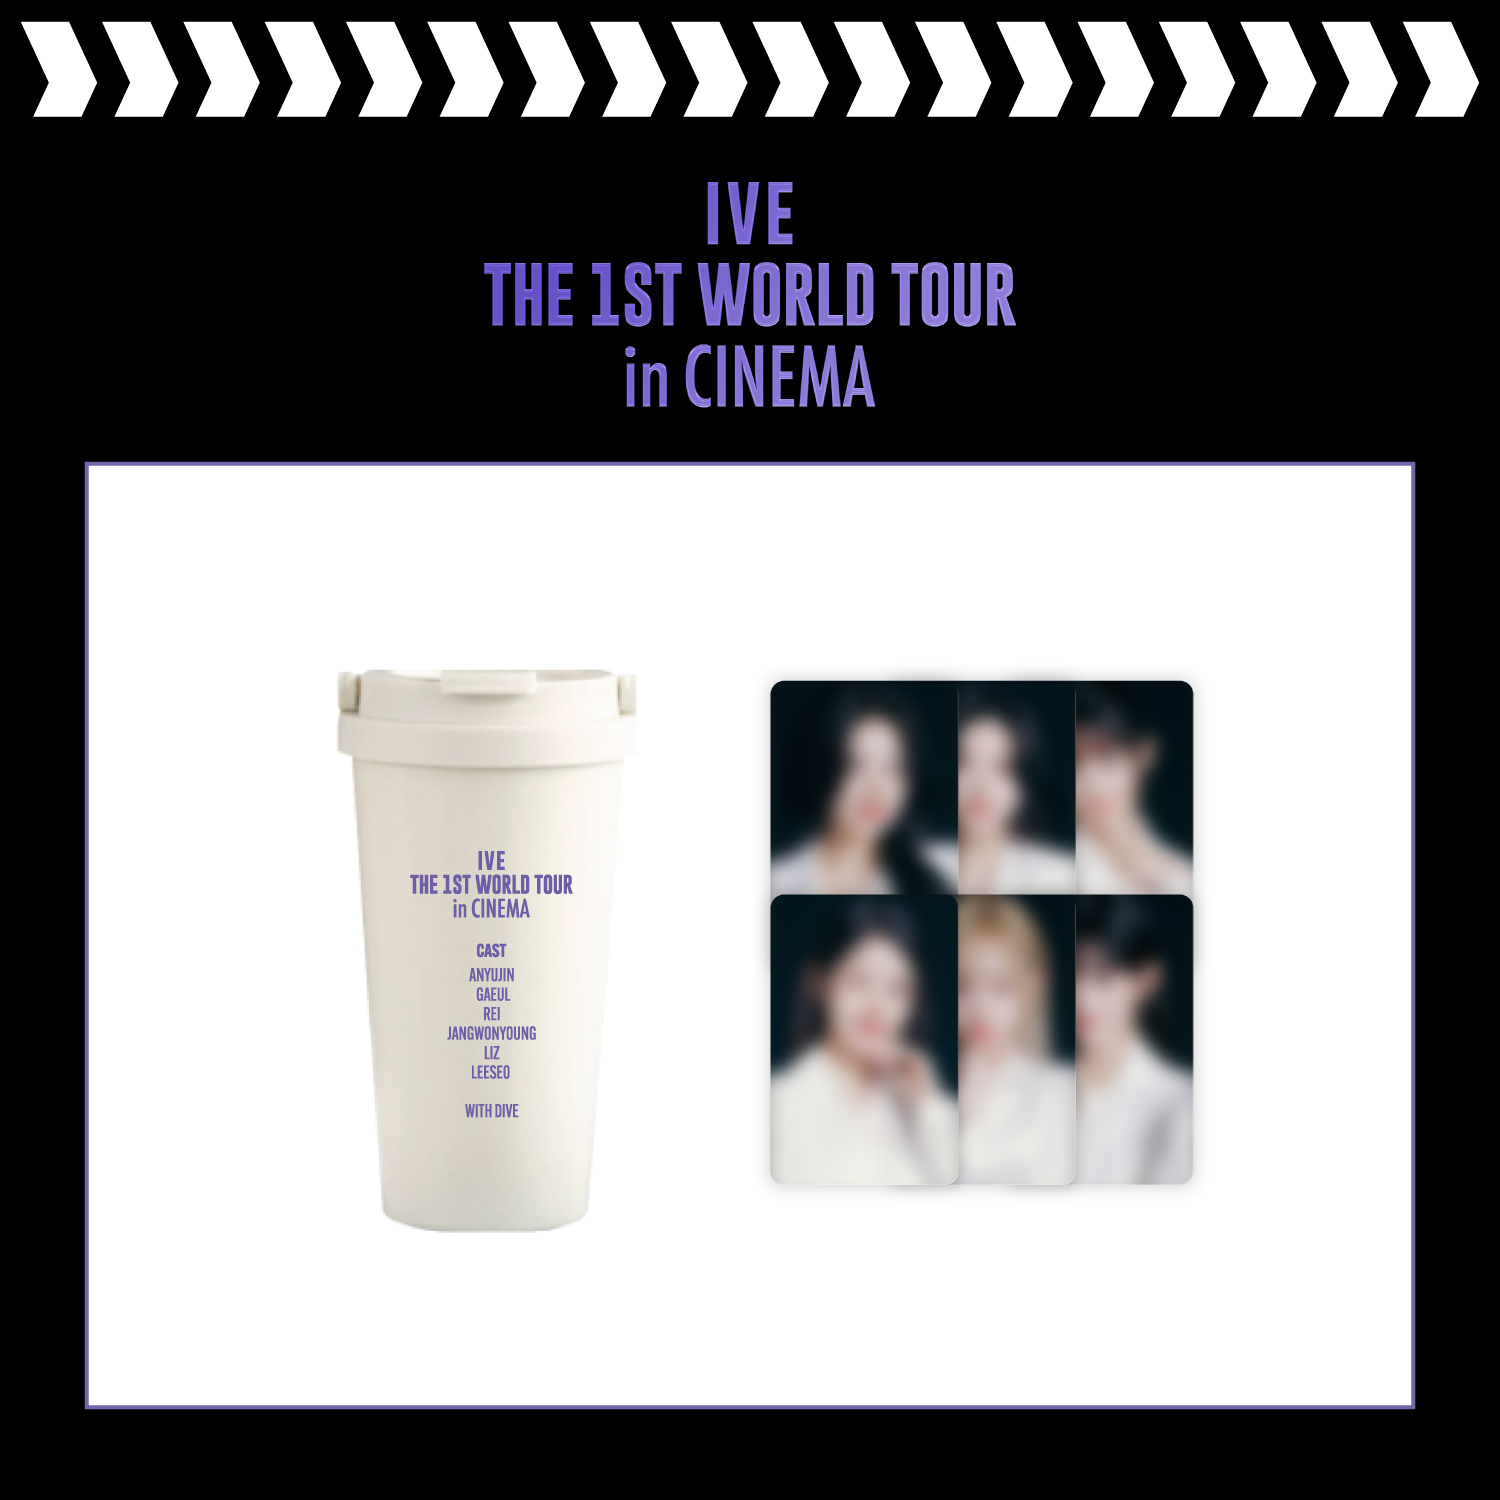 IVE
THE 1ST WORLD TOUR
in CINEMA
IVE
THE 1ST WORLD TOUR
in CINEMA
CAST
ANYUJIN
GAEUL
REI
JANGWONYOUNG
LIZ
LEESEO
WITH DIVE